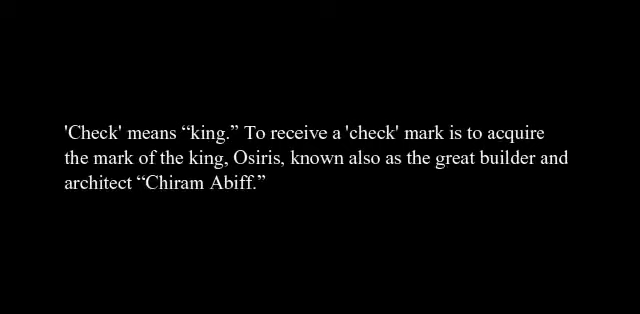 'Check' means “king.” To receive a 'check' mark is to acquire
the mark of the king, Osiris, known also as the great builder and
architect “Chiram Abiff.”